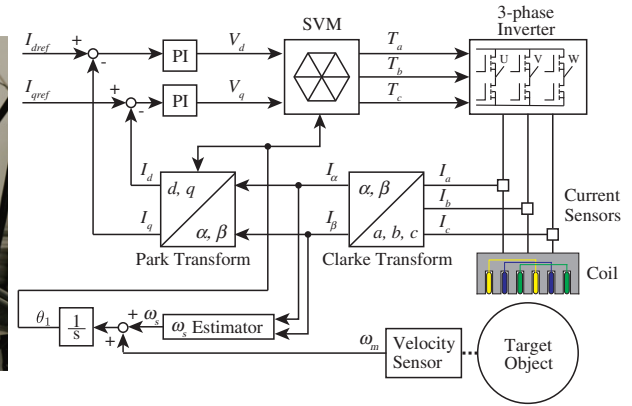 SVM
3-phase
Inverter
I_dref
+
-
PI
V_d
T_a
U V W
T_b
I_qref
+
-
PI
V_q
T_c
I_d
d, q
I_α
α, β
I_a
I_b
Current
Sensors
I_q
α, β
I_β
a, b, c
I_c
Park Transform
Clarke Transform
Coil
θ_1
1
s
+
+
ω_s
ω_s Estimator
ω_m
Velocity
Sensor
Target
Object